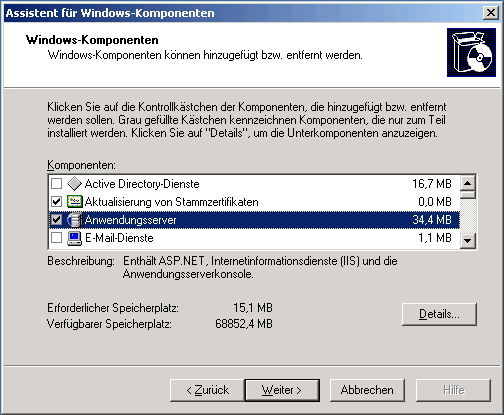 Assistent für Windows-Komponenten
Windows-Komponenten
Windows-Komponenten können hinzugefügt bzw. entfernt werden.
Klicken Sie auf die Kontrollkästchen der Komponenten, die hinzugefügt bzw. entfernt
werden sollen. Grau gefüllte Kästchen kennzeichnen Komponenten, die nur zum Teil
installiert werden. Klicken Sie auf "Details", um die Unterkomponenten anzuzeigen.
Komponenten:
Active Directory-Dienste 16,7 MB
Aktualisierung von Stammzertifikaten 0,0 MB
Anwendungsserver 34,4 MB
E-Mail-Dienste 1,1 MB
Beschreibung: Enthält ASP.NET, Internetinformationsdienste (IIS) und die
Anwendungsserverkonsole.
Erforderlicher Speicherplatz: 15,1 MB
Verfügbarer Speicherplatz: 68852,4 MB
Details...
< Zurück Weiter > Abbrechen Hilfe